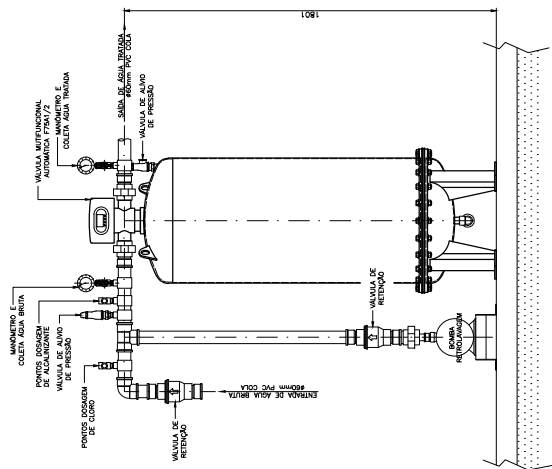 1801
SAÍDA DE ÁGUA TRATADA
ø60mm PVC COLA
MANÔMETRO E
COLETA ÁGUA TRATADA
VÁLVULA MUTIFUNCIONAL
AUTOMÁTICA F75A1/2
VÁLVULA DE ALÍVIO
DE PRESSÃO
MANÔMETRO E
COLETA ÁGUA BRUTA
PONTOS DOSAGEM
DE ALCALINIZANTE
VÁLVULA DE ALÍVIO
DE PRESSÃO
PONTOS DOSAGEM
DE CLORO
VÁLVULA DE
RETENÇÃO
ENTRADA DE ÁGUA BRUTA
ø60mm PVC COLA
VÁLVULA DE
RETENÇÃO
BOMBA
RETROLAVAGEM